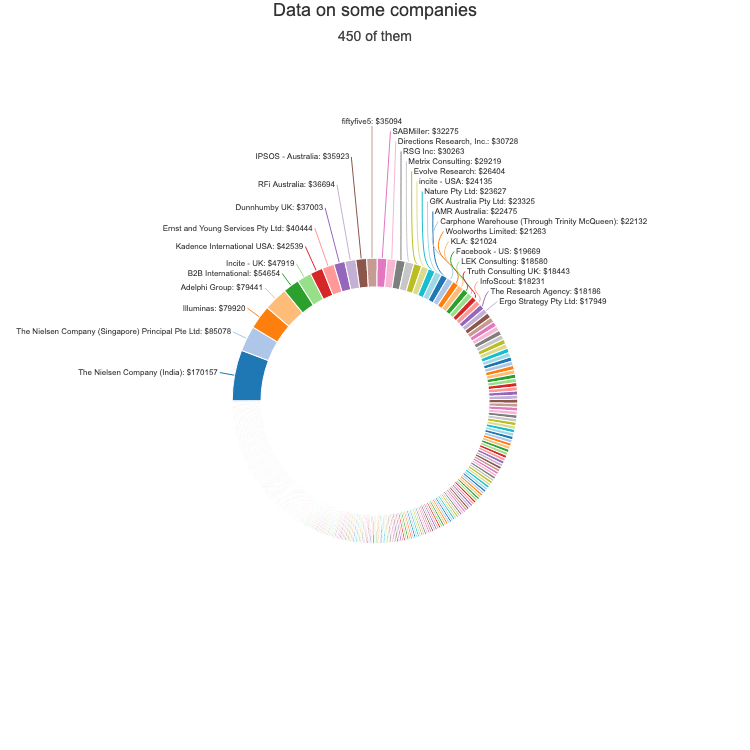 Data on some companies
450 of them
fiftyfive5: $35094
SABMiller: $32275
Directions Research, Inc.: $30728
RSG Inc: $30263
IPSOS - Australia: $35923
Metrix Consulting: $29219
Evolve Research: $26404
incite - USA: $24135
RFi Australia: $36694
Nature Pty Ltd: $23627
GfK Australia Pty Ltd: $23325
Dunnhumby UK: $37003
AMR Australia: $22475
Carphone Warehouse (Through Trinity McQueen): $22132
Ernst and Young Services Pty Ltd: $40444
Woolworths Limited: $21263
KLA: $21024
Kadence International USA: $42539
Facebook - US: $19669
Incite - UK: $47919
LEK Consulting: $18580
B2B International: $54654
Truth Consulting UK: $18443
InfoScout: $18231
Adelphi Group: $79441
The Research Agency: $18186
Ergo Strategy Pty Ltd: $17949
Illuminas: $79920
The Nielsen Company (Singapore) Principal Pte Ltd: $85078
The Nielsen Company (India): $170157